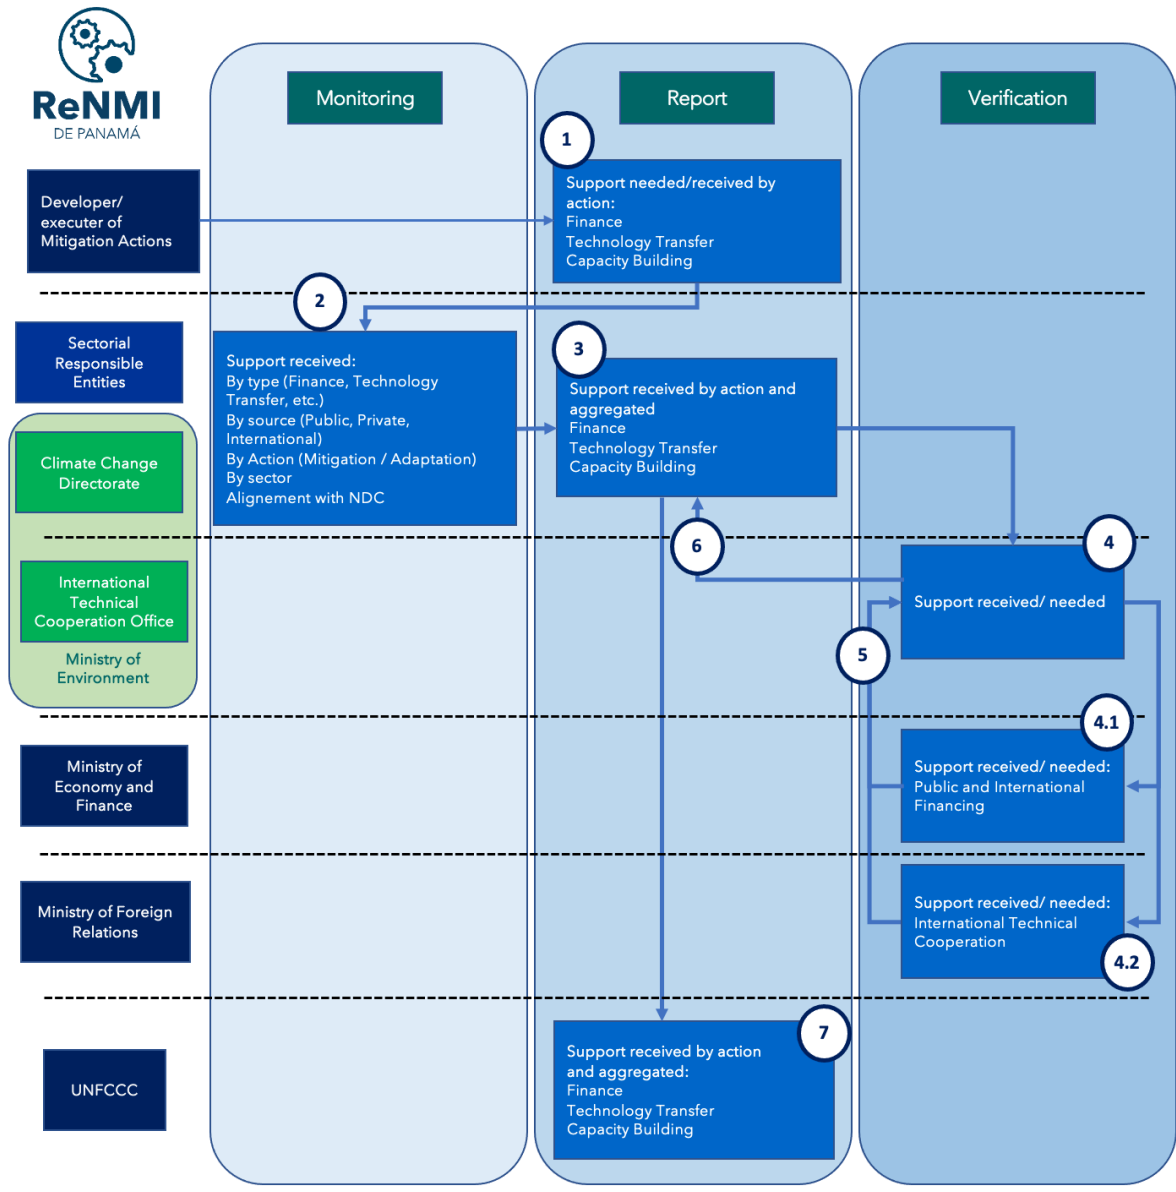 ReNMI
DE PANAMÁ
Monitoring
Report
Verification
1
Developer/
executer of
Mitigation Actions
Support needed/received by
action:
Finance
Technology Transfer
Capacity Building
2
Sectorial
Responsible
Entities
Support received:
By type (Finance, Technology
Transfer, etc.)
By source (Public, Private,
International)
By Action (Mitigation / Adaptation)
By sector
Alignement with NDC
3
Support received by action and
aggregated
Finance
Technology Transfer
Capacity Building
Climate Change
Directorate
6
4
International
Technical
Cooperation Office
Support received/ needed
Ministry of
Environment
5
4.1
Ministry of
Economy and
Finance
Support received/ needed:
Public and International
Financing
Ministry of Foreign
Relations
Support received/ needed:
International Technical
Cooperation
4.2
7
UNFCCC
Support received by action
and aggregated:
Finance
Technology Transfer
Capacity Building